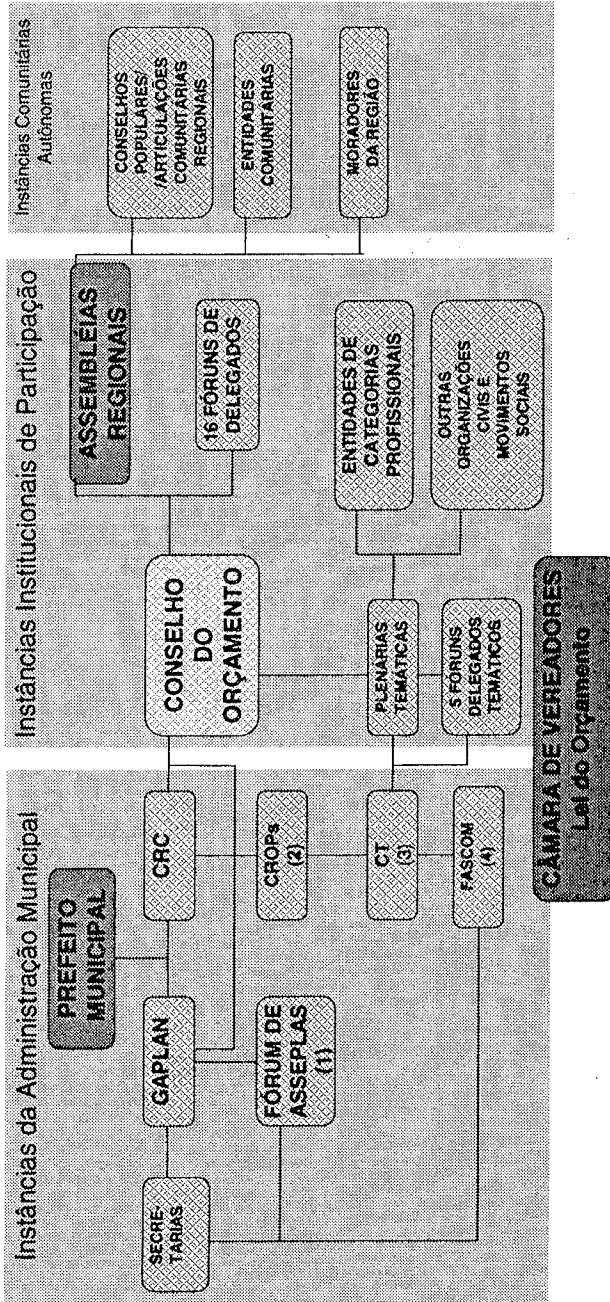 Instâncias da Administração Municipal
PREFEITO
MUNICIPAL
SECRE-
TARIAS
GAPLAN
CRC
FÓRUM DE
ASSEPLAS
(1)
CROPs
(2)
CT
(3)
FASCOM
(4)
Instâncias Institucionais de Participação
CONSELHO
DO
ORÇAMENTO
ASSEMBLÉIAS
REGIONAIS
16 FÓRUNS DE
DELEGADOS
PLENÁRIAS
TEMÁTICAS
5 FÓRUNS
DELEGADOS
TEMÁTICOS
ENTIDADES DE
CATEGORIAS
PROFISSIONAIS
OUTRAS
ORGANIZAÇÕES
CIVIS E
MOVIMENTOS
SOCIAIS
Instâncias Comunitárias
Autônomas
CONSELHOS
POPULARES/
/ARTICULAÇÕES
COMUNITÁRIAS
REGIONAIS
ENTIDADES
COMUNITÁRIAS
MORADORES
DA REGIÃO
CÂMARA DE VEREADORES
Lei do Orçamento